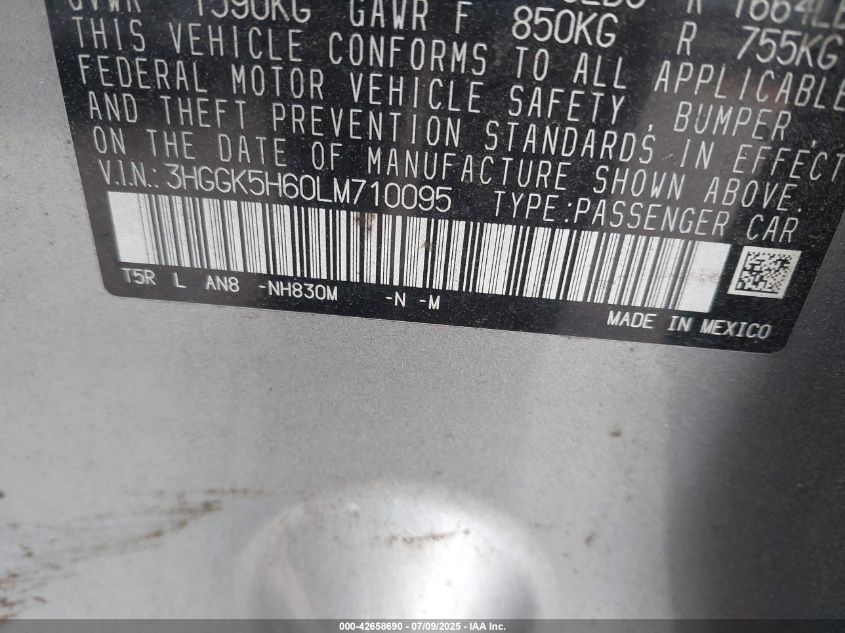 GVWR 1590KG GAWR F 850KG R 755KG
THIS VEHICLE CONFORMS TO ALL APPLICABLE
FEDERAL MOTOR VEHICLE SAFETY, BUMPER,
AND THEFT PREVENTION STANDARDS IN EFFECT
ON THE DATE OF MANUFACTURE SHOWN ABOVE.
V.I.N.: 3HGGK5H60LM710095 TYPE:PASSENGER CAR
T5R L AN8 -NH830M -N -M
MADE IN MEXICO
000-42658690 | 07/09/2025 | IAA Inc.